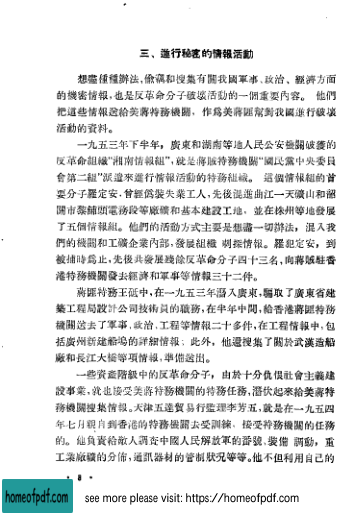 三、進行秘密的情報活動
想盡種種辦法,偷竊和搜集有關我國軍事、政治、經濟方面
的機密情報,也是反革命分子破壞活動的一個重要內容。他們
把這些情報送給美蔣特務機關,作爲美蔣匪幫對我國進行破壞
活動的資料。
一九五三年下半年,廣東和湖南等地人民公安機關破獲的
反革命組織“湘南情報組”,就是蔣賊特務機關“國民黨中央委員
會第二組”派遣來進行情報活動的特務組織。這個情報組的首
要分子羅定安,曾經僞裝失業工人,先後混進曲江一天礦山和韶
關市裝舖頭電務段等廠礦和基本建設工地,並在株州等地發展
了五個情報組。他們的活動方式主要是想盡一切辦法,混入我
們的機關和工礦企業內部,發展組織,刺探情報。羅犯定安,到
被捕時爲止,先後共發展殘餘反革命分子四十三名,向蔣賊駐香
港特務機關發去經濟和軍事等情報三十二件。
蔣匪特務王砥中,在一九五三年潛入廣東,騙取了廣東省建
築工程局設計公司技術員的職務,在半年中間,給香港蔣匪特務
機關送去了軍事、政治、工程等情報二十多件,在工程情報中,包
括廣州新建船塢的詳細情報;此外,他還搜集了關於武漢造船
廠和長江大橋等項情報,準備送出。
一些資產階級中的反革命分子,由於十分仇恨社會主義建
設事業,就也接受美蔣特務機關的特務任務,潛伏起來給美蔣特
務機關搜集情報。天津五達貿易行經理李芳五,就是在一九五四
年七月親自到香港的特務機關去受訓練,接受特務機關的任務
的。他負責給敵人調查中國人民解放軍的番號、裝備、調動,重
工業廠礦的分佈,通訊器材的管制狀況等等。他不但利用自己的
• 8 •
homeofpdf.com
see more please visit: https://homeofpdf.com